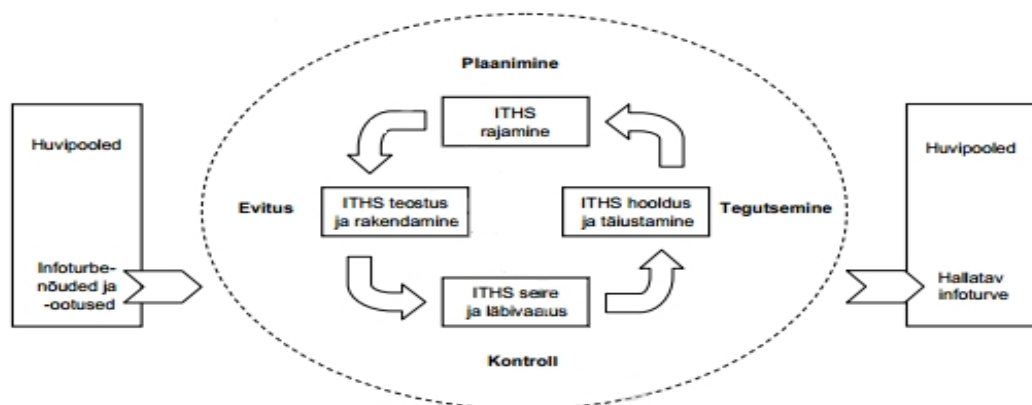 Plaanimine
Huvipooled
Infoturbe-
nõuded ja
-ootused
ITHS
rajamine
Evitus
ITHS teostus
ja rakendamine
ITHS hooldus
ja täiustamine
Tegutsemine
ITHS seire
ja läbivaatus
Kontroll
Huvipooled
Hallatav
infoturve